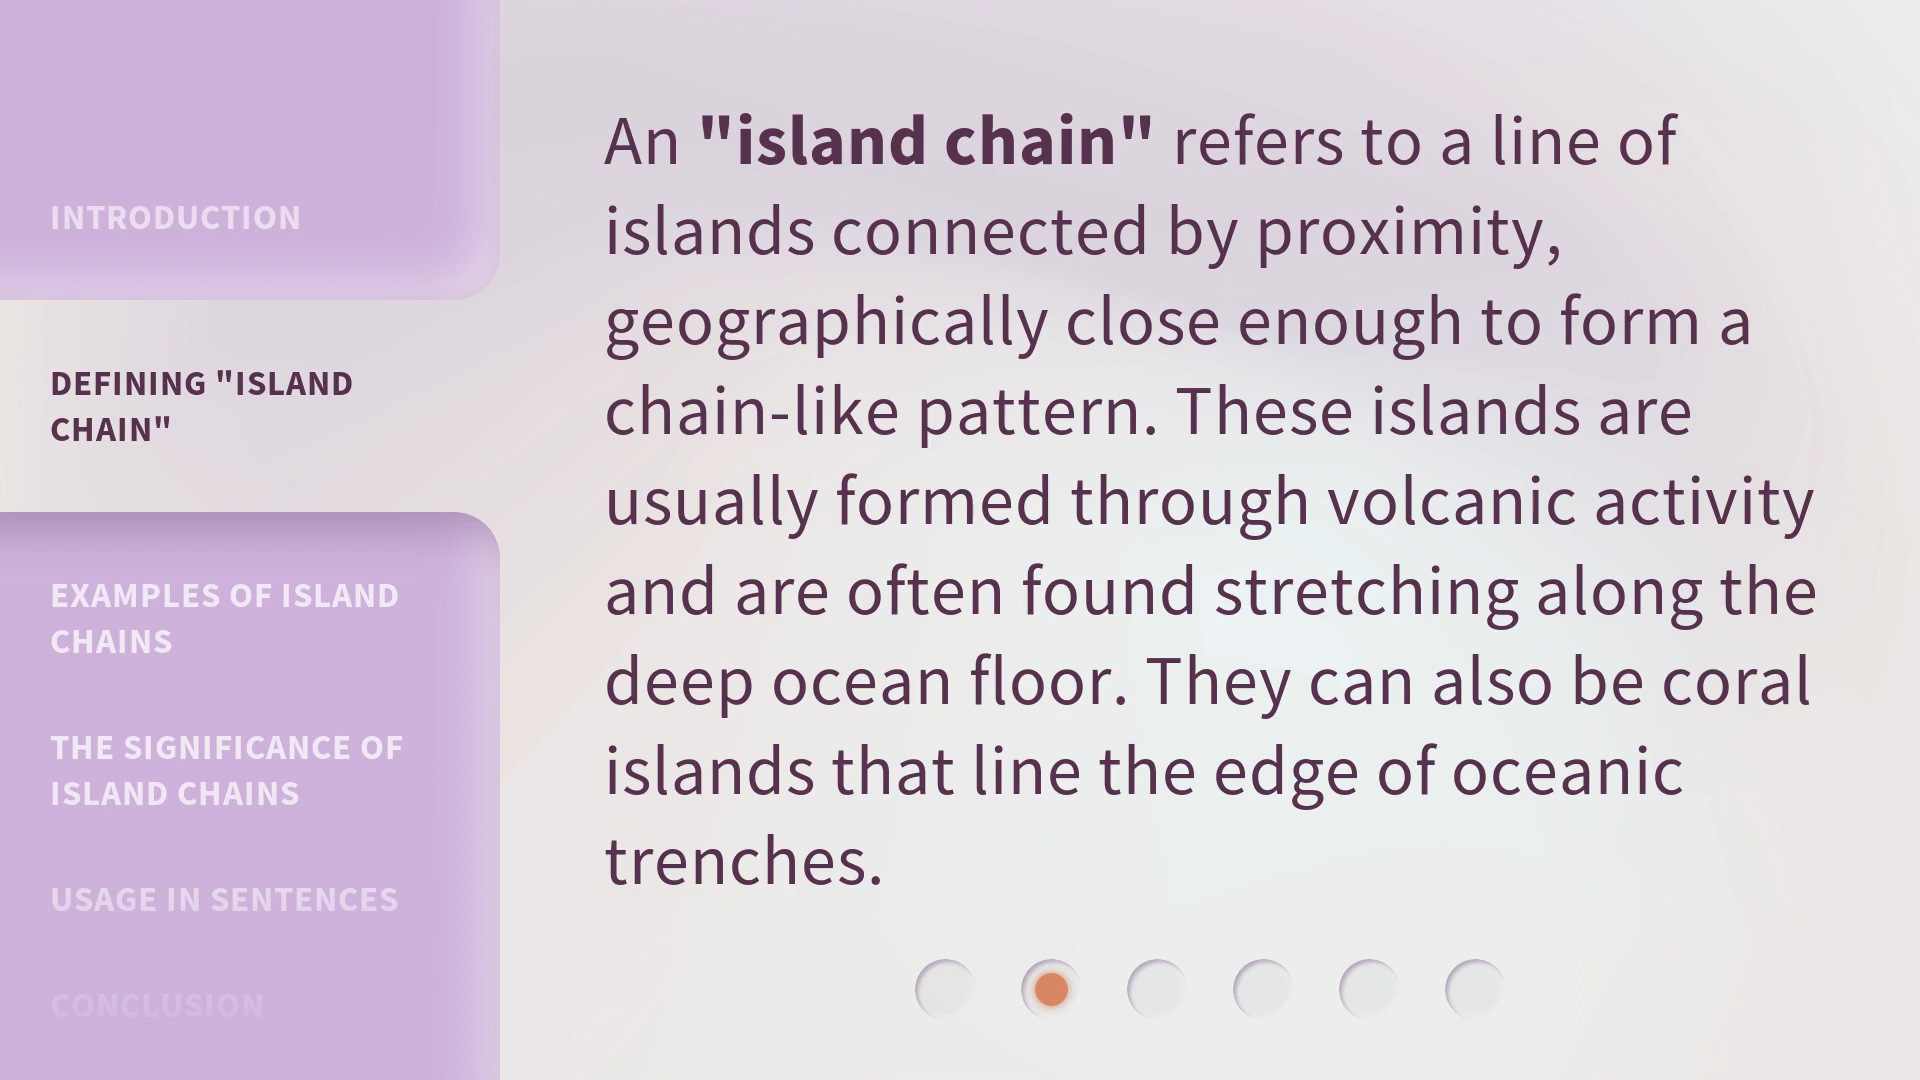 INTRODUCTION
DEFINING "ISLAND
CHAIN"
EXAMPLES OF ISLAND
CHAINS
THE SIGNIFICANCE OF
ISLAND CHAINS
USAGE IN SENTENCES
CONCLUSION
An "island chain" refers to a line of
islands connected by proximity,
geographically close enough to form a
chain-like pattern. These islands are
usually formed through volcanic activity
and are often found stretching along the
deep ocean floor. They can also be coral
islands that line the edge of oceanic
trenches.